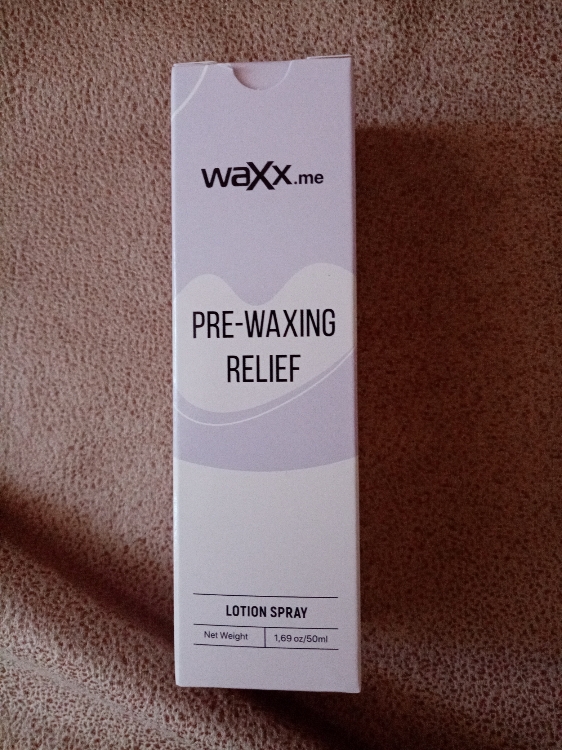 waxx.me
PRE-WAXING
RELIEF
LOTION SPRAY
Net Weight 1,69 oz/50ml